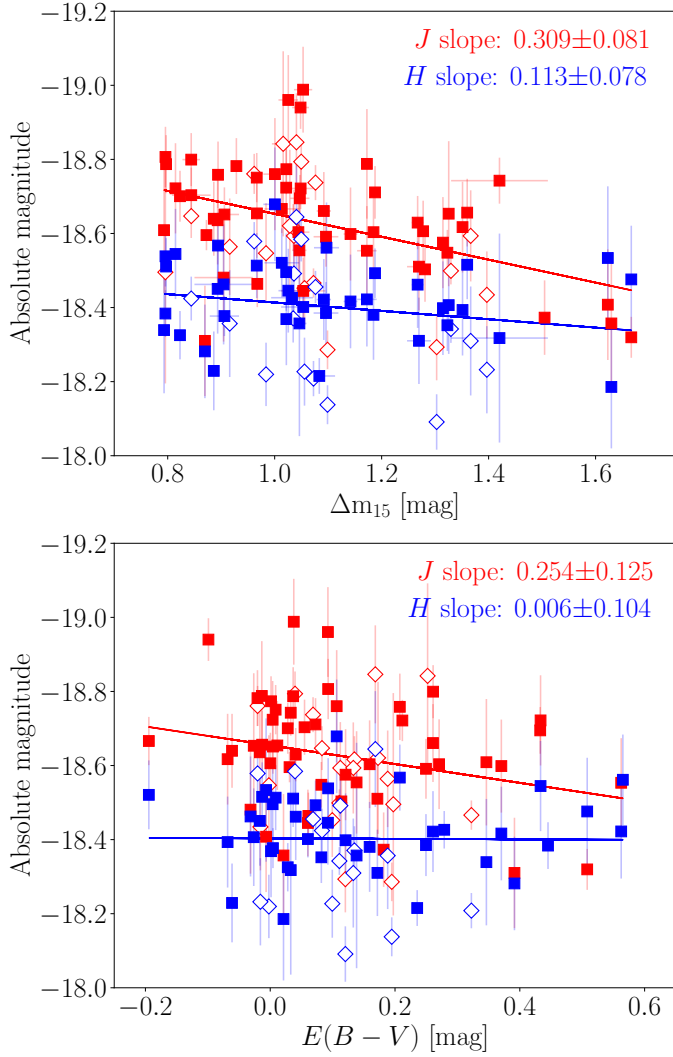 −19.2
J slope: 0.309±0.081
−19.0
H slope: 0.113±0.078
−18.8
Absolute magnitude
−18.6
−18.4
−18.2
−18.0
0.8 1.0 1.2 1.4 1.6
Δm₁₅ [mag]
−19.2
J slope: 0.254±0.125
−19.0
H slope: 0.006±0.104
−18.8
Absolute magnitude
−18.6
−18.4
−18.2
−18.0
−0.2 0.0 0.2 0.4 0.6
E(B − V) [mag]